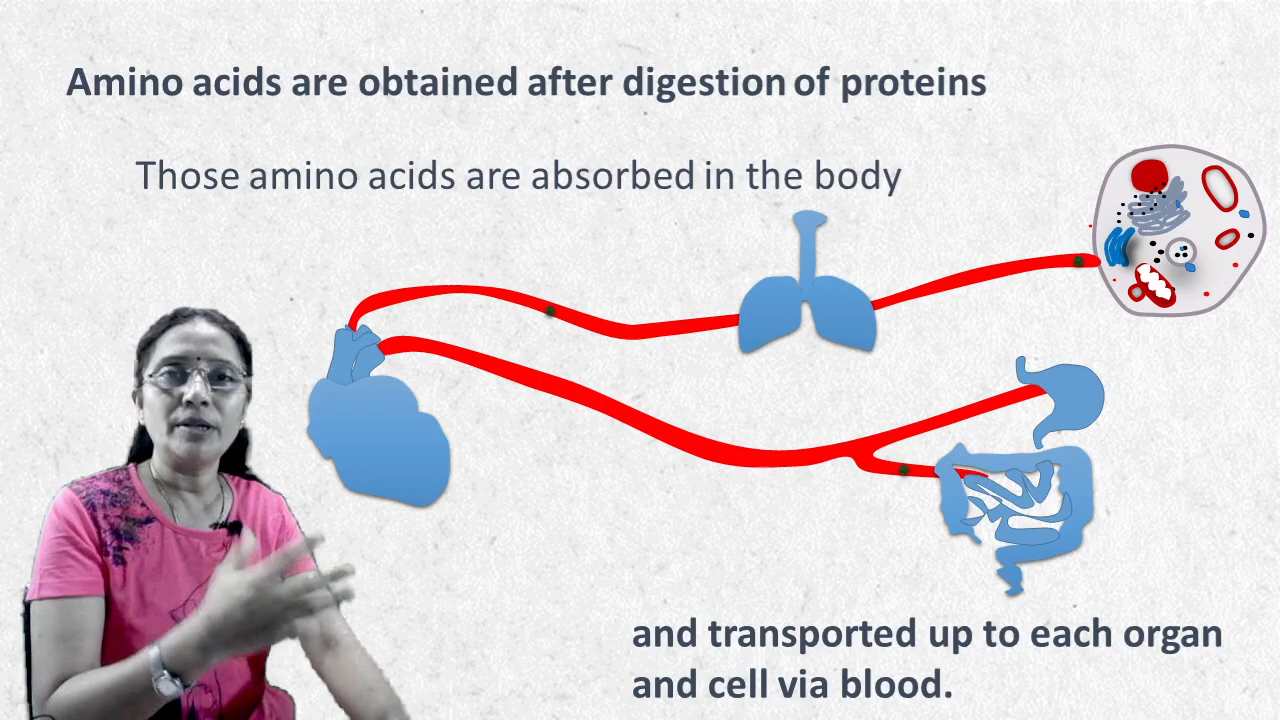 Amino acids are obtained after digestion of proteins
Those amino acids are absorbed in the body
and transported up to each organ
and cell via blood.